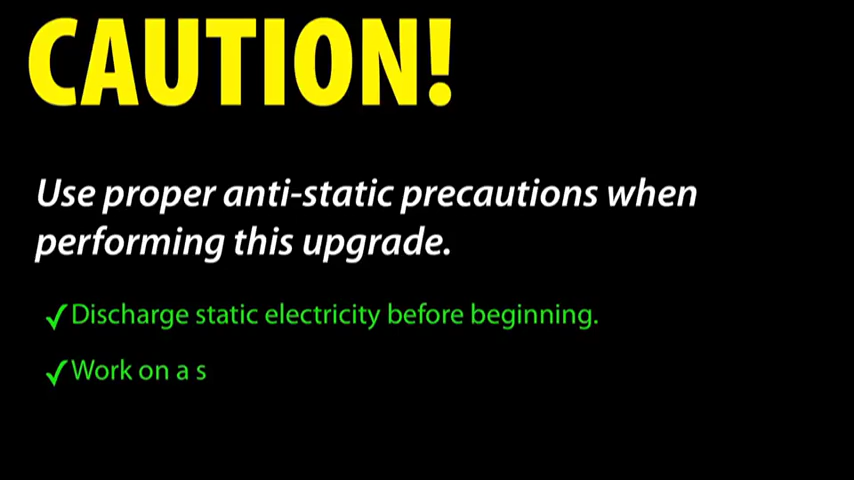 CAUTION!
Use proper anti-static precautions when
performing this upgrade.
✓Discharge static electricity before beginning.
✓Work on a s